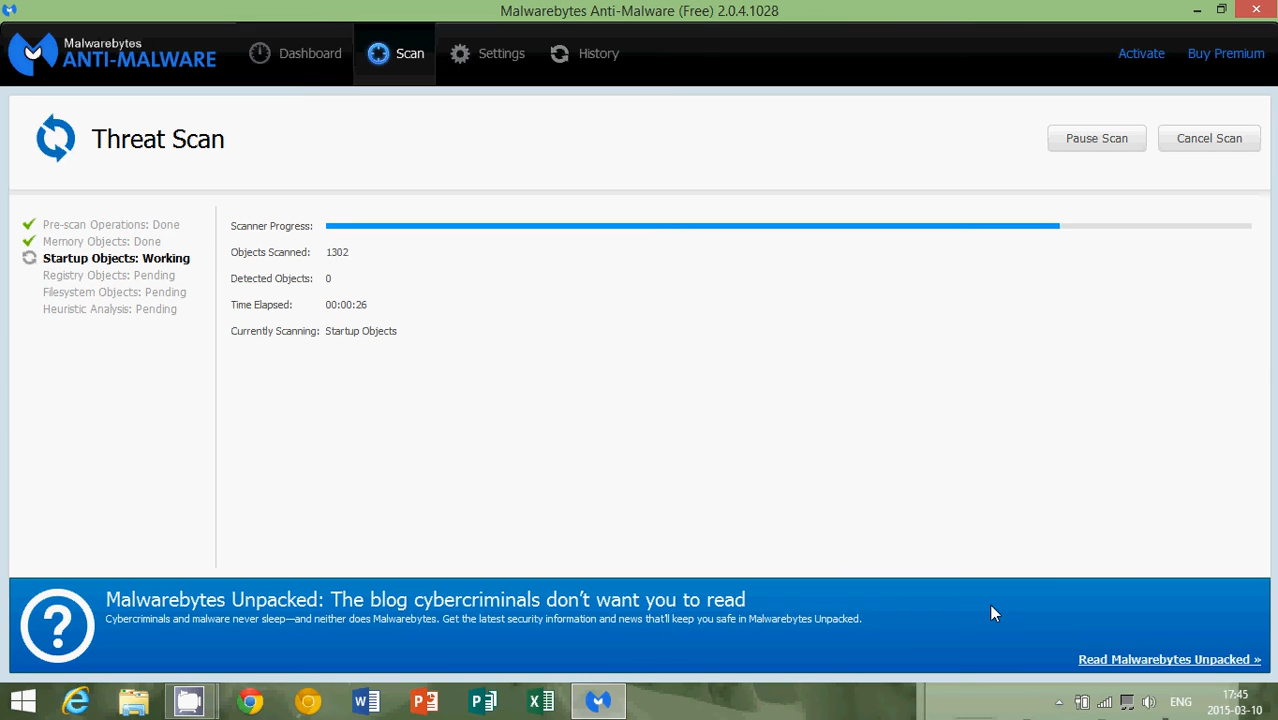 Malwarebytes Anti-Malware (Free) 2.0.4.1028
Malwarebytes
ANTI-MALWARE
Dashboard
Scan
Settings
History
Activate
Buy Premium
Threat Scan
Pause Scan
Cancel Scan
Pre-scan Operations: Done
Memory Objects: Done
Startup Objects: Working
Registry Objects: Pending
Filesystem Objects: Pending
Heuristic Analysis: Pending
Scanner Progress:
Objects Scanned: 1302
Detected Objects: 0
Time Elapsed: 00:00:26
Currently Scanning: Startup Objects
Malwarebytes Unpacked: The blog cybercriminals don't want you to read
Cybercriminals and malware never sleep—and neither does Malwarebytes. Get the latest security information and news that'll keep you safe in Malwarebytes Unpacked.
Read Malwarebytes Unpacked »
ENG
17:45
2015-03-10